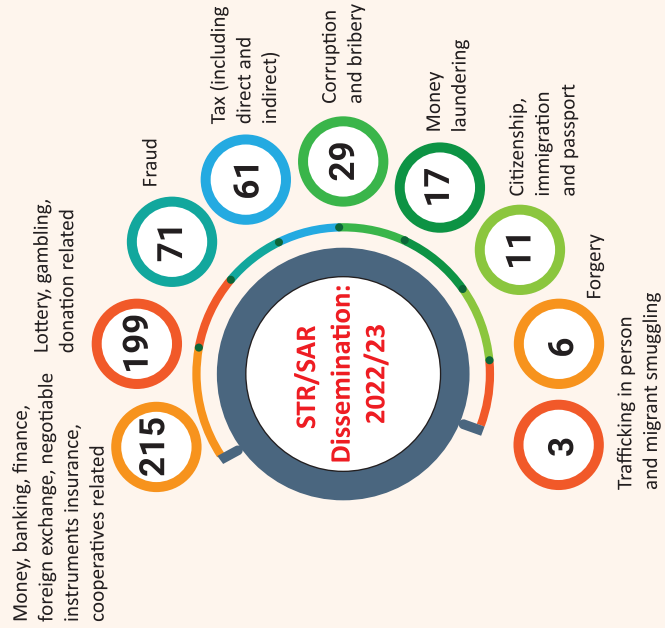 STR/SAR
Dissemination:
2022/23
Money, banking, finance,
foreign exchange, negotiable
instruments insurance,
cooperatives related
215
Lottery, gambling,
donation related
199
Fraud
71
Tax (including
direct and
indirect)
61
Corruption
and bribery
29
Money
laundering
17
Citizenship,
immigration
and passport
11
Forgery
6
Trafficking in person
and migrant smuggling
3